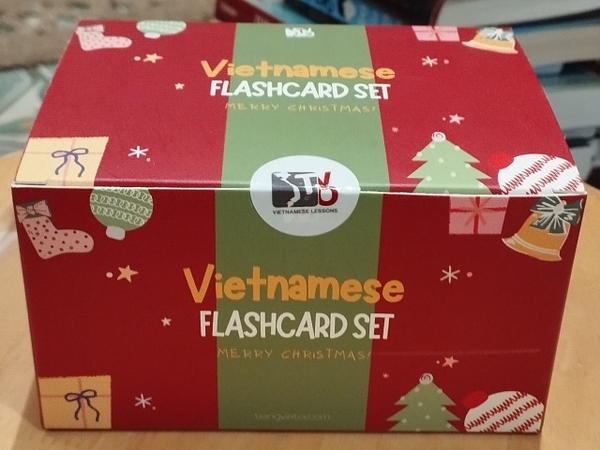 Vietnamese
FLASHCARD SET
MERRY CHRISTMAS!
VIETNAMESE LESSONS
Vietnamese
FLASHCARD SET
MERRY CHRISTMAS!